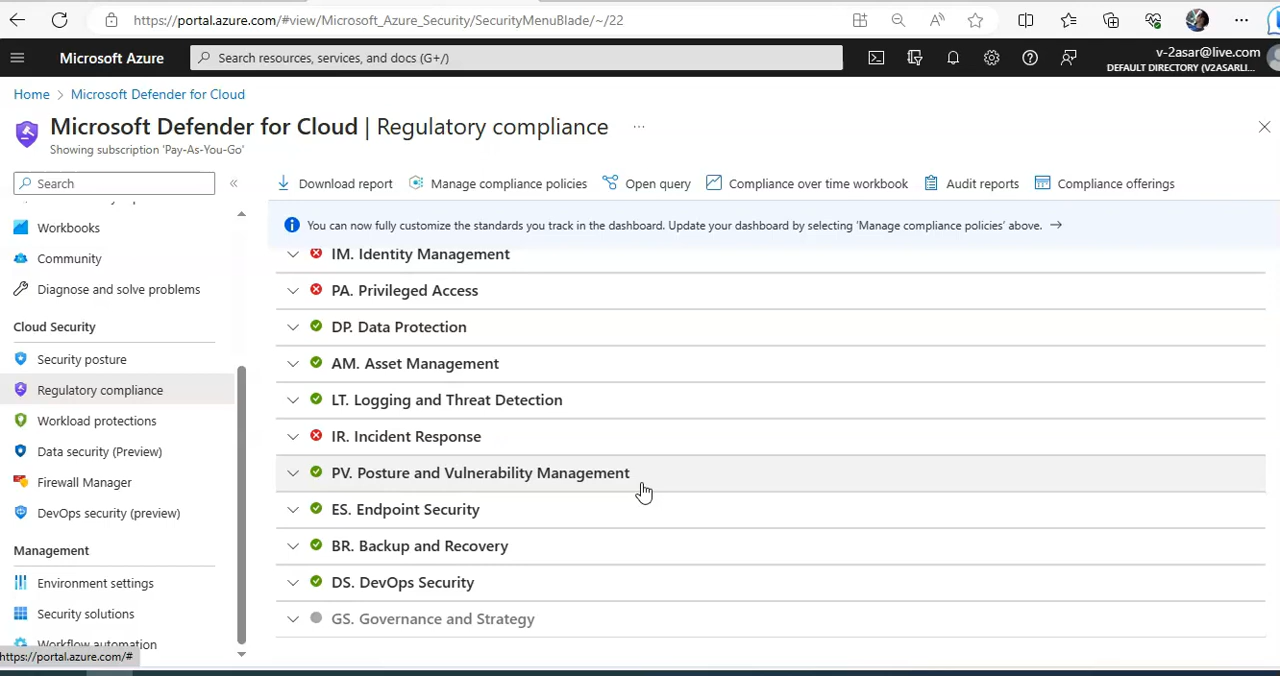 https://portal.azure.com/#view/Microsoft_Azure_Security/SecurityMenuBlade/~/22
Microsoft Azure
Search resources, services, and docs (G+/)
v-2asar@live.com
DEFAULT DIRECTORY (V2ASARLI...
Home > Microsoft Defender for Cloud
Microsoft Defender for Cloud | Regulatory compliance ...
Showing subscription 'Pay-As-You-Go'
Search
«
Download report
Manage compliance policies
Open query
Compliance over time workbook
Audit reports
Compliance offerings
You can now fully customize the standards you track in the dashboard. Update your dashboard by selecting 'Manage compliance policies' above. →
Workbooks
Community
Diagnose and solve problems
Cloud Security
Security posture
Regulatory compliance
Workload protections
Data security (Preview)
Firewall Manager
DevOps security (preview)
Management
Environment settings
Security solutions
Workflow automation
https://portal.azure.com/#
IM. Identity Management
PA. Privileged Access
DP. Data Protection
AM. Asset Management
LT. Logging and Threat Detection
IR. Incident Response
PV. Posture and Vulnerability Management
ES. Endpoint Security
BR. Backup and Recovery
DS. DevOps Security
GS. Governance and Strategy